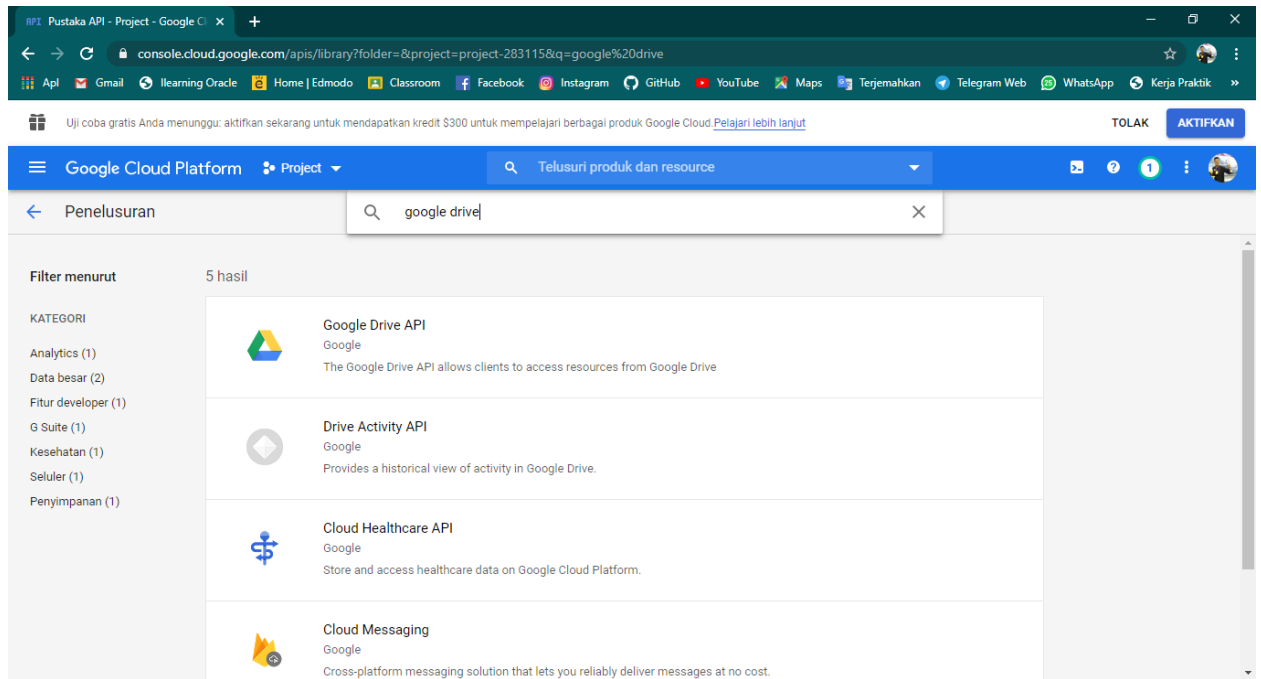 API Pustaka API - Project - Google Cl
console.cloud.google.com/apis/library?folder=&project=project-283115&q=google%20drive
Apl Gmail Ilearning Oracle Home | Edmodo Classroom Facebook Instagram GitHub YouTube Maps Terjemahkan Telegram Web 25 WhatsApp Kerja Praktik »
Uji coba gratis Anda menunggu: aktifkan sekarang untuk mendapatkan kredit $300 untuk mempelajari berbagai produk Google Cloud.Pelajari lebih lanjut TOLAK AKTIFKAN
Google Cloud Platform Project Telusuri produk dan resource 1
Penelusuran google drive
Filter menurut
5 hasil
KATEGORI
Analytics (1)
Data besar (2)
Fitur developer (1)
G Suite (1)
Kesehatan (1)
Seluler (1)
Penyimpanan (1)
Google Drive API
Google
The Google Drive API allows clients to access resources from Google Drive
Drive Activity API
Google
Provides a historical view of activity in Google Drive.
Cloud Healthcare API
Google
Store and access healthcare data on Google Cloud Platform.
Cloud Messaging
Google
Cross-platform messaging solution that lets you reliably deliver messages at no cost.